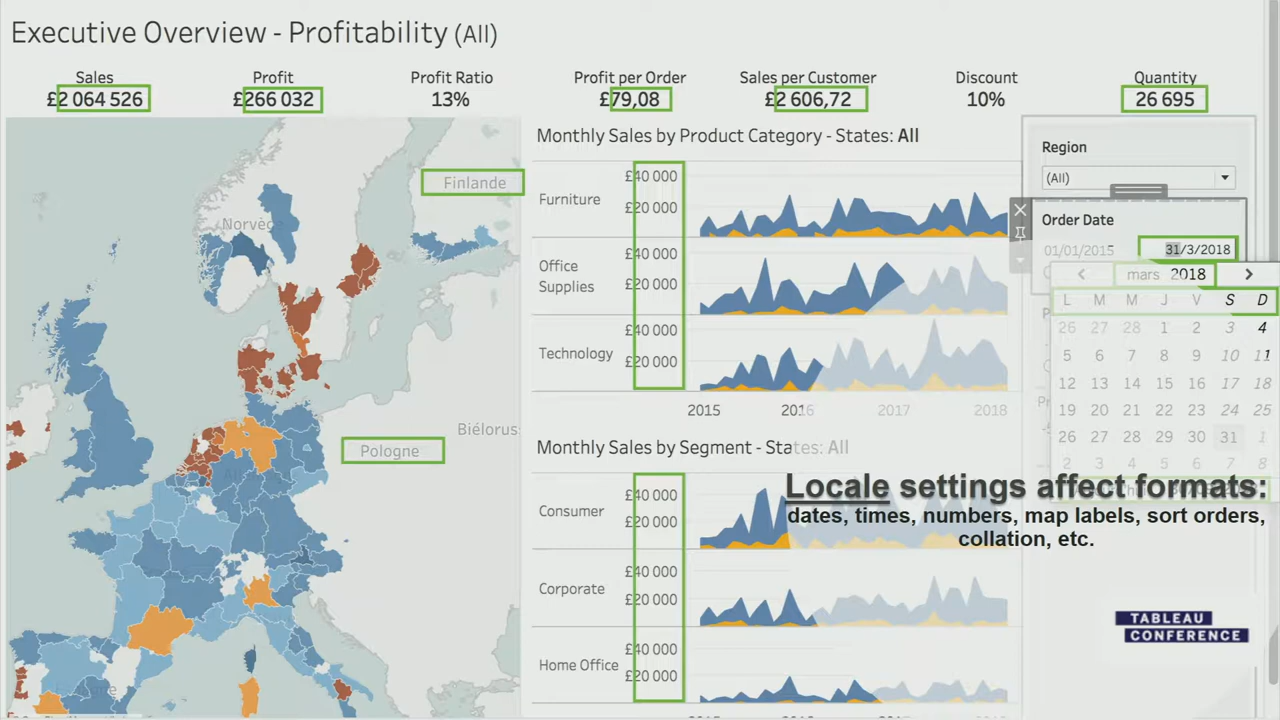 Executive Overview - Profitability (All)
Sales
Profit
Profit Ratio
Profit per Order
Sales per Customer
Discount
Quantity
£2 064 526
£266 032
13%
£79,08
£2 606,72
10%
26 695
Monthly Sales by Product Category - States: All
Furniture
£40 000
£20 000
Office
Supplies
£40 000
£20 000
Technology
£40 000
£20 000
2015
2016
2017
2018
Monthly Sales by Segment - States: All
Consumer
£40 000
£20 000
Corporate
£40 000
£20 000
Home Office
£40 000
£20 000
Finlande
Norvège
Pologne
Biélorus
Region
(All)
Order Date
01/01/2015
31/3/2018
mars 2018
L M M J V S D
26 27 28 1 2 3 4
5 6 7 8 9 10 11
12 13 14 15 16 17 18
19 20 21 22 23 24 25
26 27 28 29 30 31 1
2 3 4 5 6 7 8
Locale settings affect formats:
dates, times, numbers, map labels, sort orders,
collation, etc.
TABLEAU
CONFERENCE